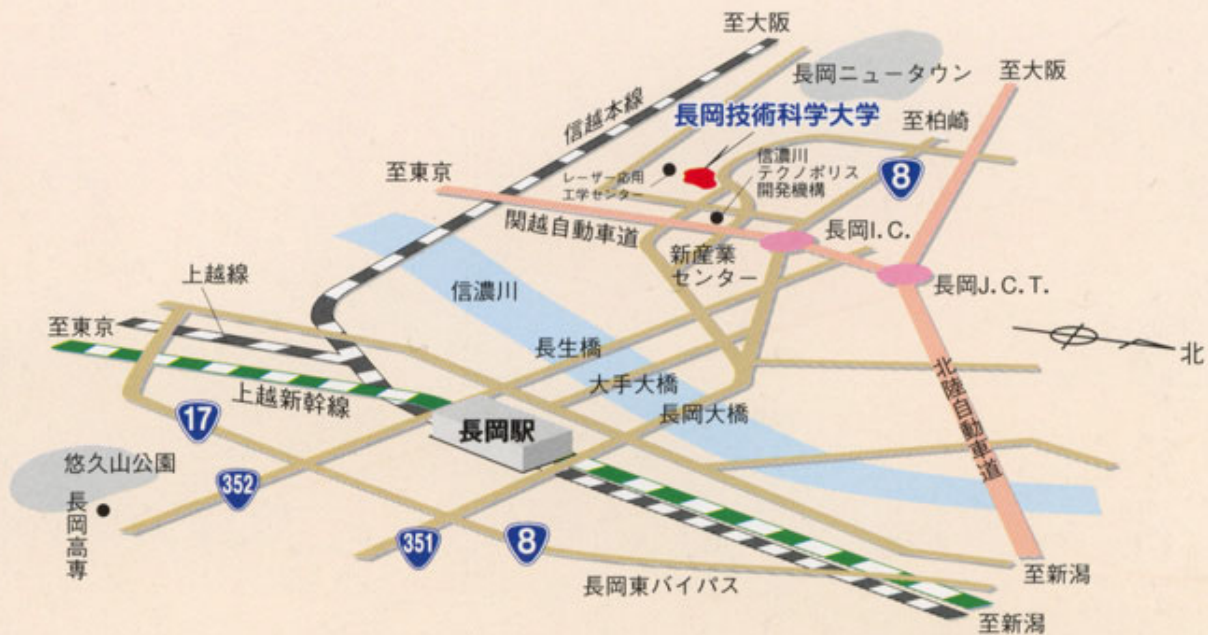 至大阪
長岡ニュータウン
至大阪
信越本線
長岡技術科学大学
至柏崎
至東京
レーザー応用
工学センター
信濃川
テクノポリス
開発機構
8
関越自動車道
長岡I.C.
新産業
センター
上越線
信濃川
長岡J.C.T.
至東京
長生橋
北
上越新幹線
大手大橋
北陸自動車道
17
長岡駅
長岡大橋
悠久山公園
352
長岡高専
351
8
長岡東バイパス
至新潟
至新潟